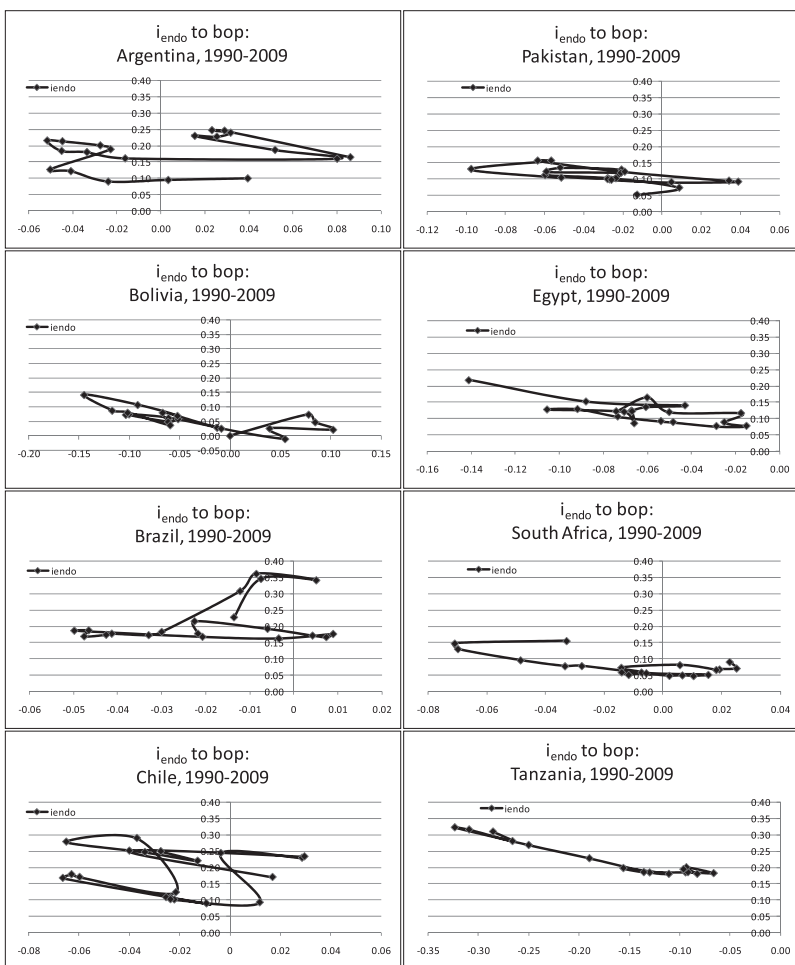 i_endo to bop:
Argentina, 1990-2009
iendo
0.40
0.35
0.30
0.25
0.20
0.15
0.10
0.05
0.00
-0.06 -0.04 -0.02 0.00 0.02 0.04 0.06 0.08 0.10
i_endo to bop:
Pakistan, 1990-2009
iendo
0.40
0.35
0.30
0.25
0.20
0.15
0.10
0.05
0.00
-0.12 -0.10 -0.08 -0.06 -0.04 -0.02 0.00 0.02 0.04 0.06
i_endo to bop:
Bolivia, 1990-2009
iendo
0.40
0.35
0.30
0.25
0.20
0.15
0.10
0.05
0.00
-0.05
-0.20 -0.15 -0.10 -0.05 0.00 0.05 0.10 0.15
i_endo to bop:
Egypt, 1990-2009
iendo
0.40
0.35
0.30
0.25
0.20
0.15
0.10
0.05
0.00
-0.16 -0.14 -0.12 -0.10 -0.08 -0.06 -0.04 -0.02 0.00
i_endo to bop:
Brazil, 1990-2009
iendo
0.40
0.35
0.30
0.25
0.20
0.15
0.10
0.05
0.00
-0.06 -0.05 -0.04 -0.03 -0.02 -0.01 0 0.01 0.02
i_endo to bop:
South Africa, 1990-2009
iendo
0.40
0.35
0.30
0.25
0.20
0.15
0.10
0.05
0.00
-0.08 -0.06 -0.04 -0.02 0.00 0.02 0.04
i_endo to bop:
Chile, 1990-2009
iendo
0.40
0.35
0.30
0.25
0.20
0.15
0.10
0.05
0.00
-0.08 -0.06 -0.04 -0.02 0 0.02 0.04 0.06
i_endo to bop:
Tanzania, 1990-2009
iendo
0.40
0.35
0.30
0.25
0.20
0.15
0.10
0.05
0.00
-0.35 -0.30 -0.25 -0.20 -0.15 -0.10 -0.05 0.00